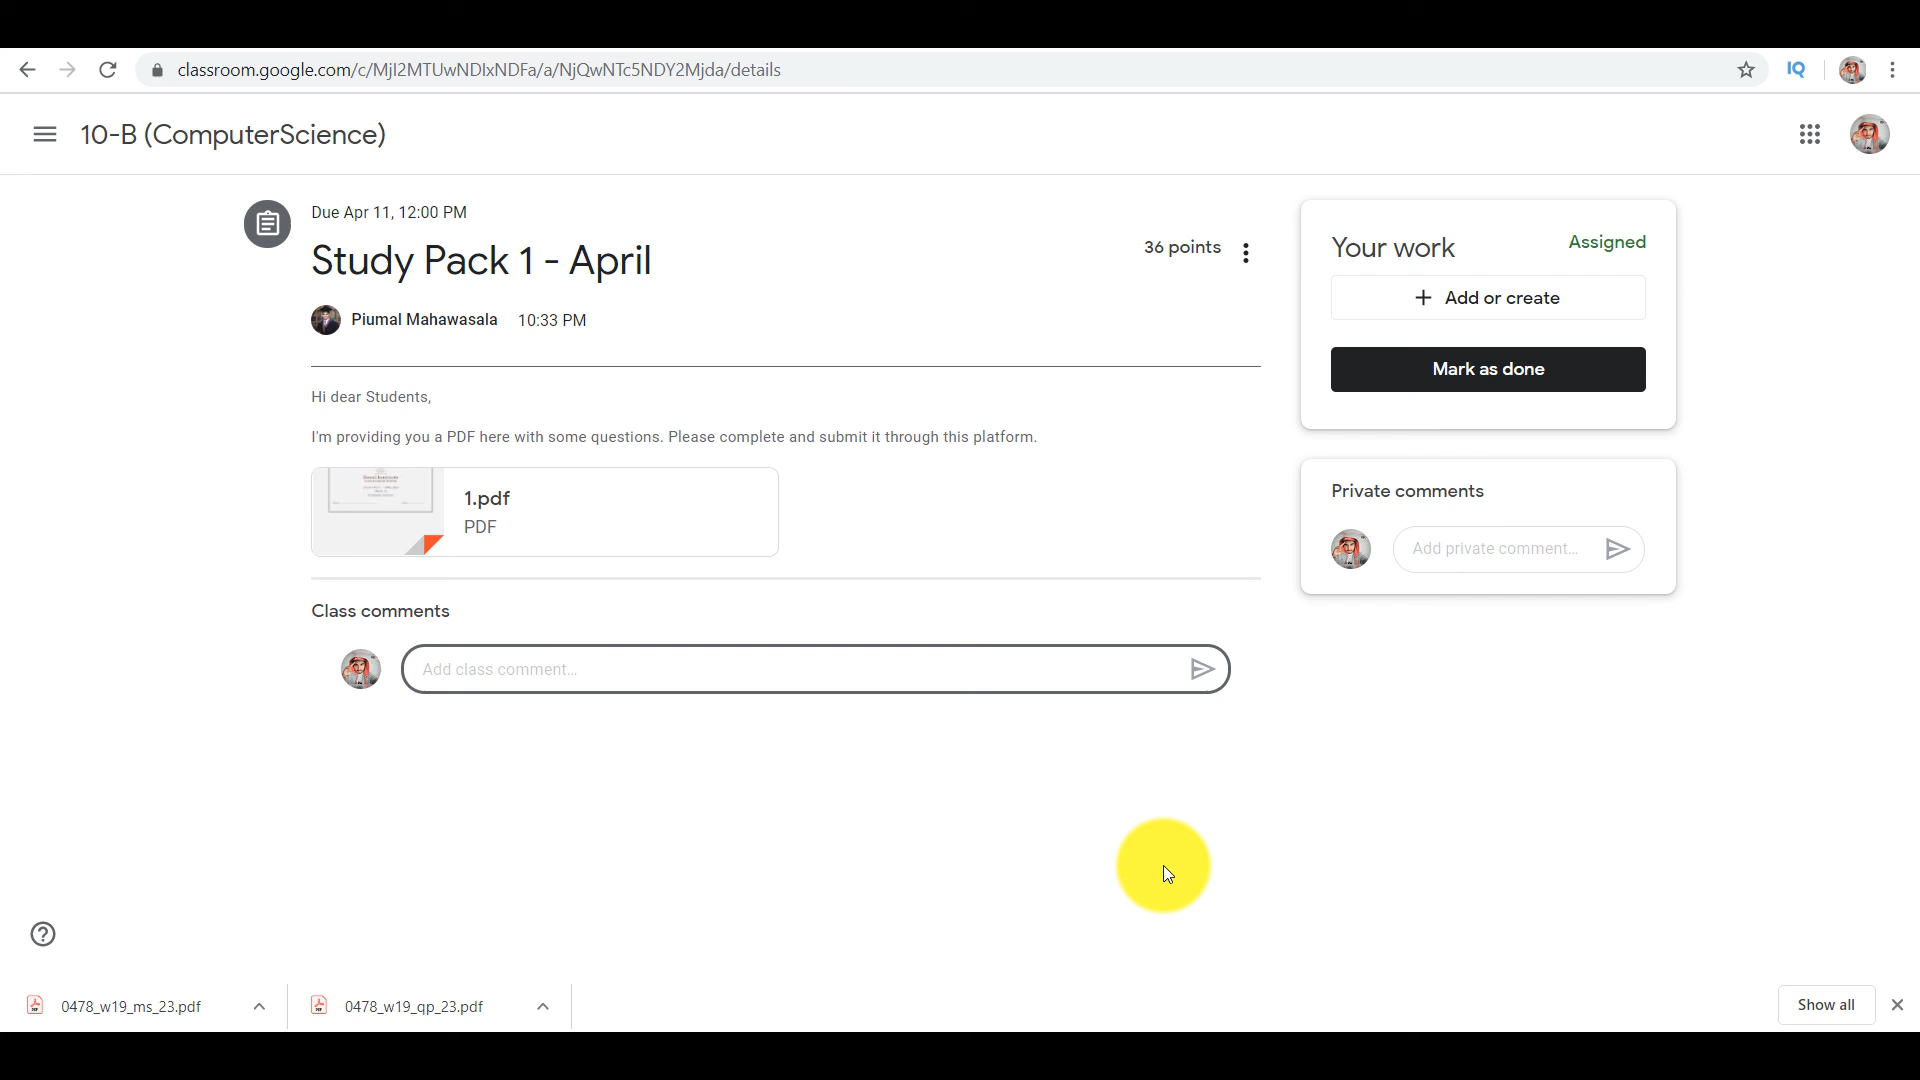 classroom.google.com/c/MjI2MTUwNDIxNDFa/a/NjQwNTc5NDY2Mjda/details
IQ
10-B (ComputerScience)
Due Apr 11, 12:00 PM
Study Pack 1 - April
36 points
Piumal Mahawasala 10:33 PM
Hi dear Students,
I'm providing you a PDF here with some questions. Please complete and submit it through this platform.
1.pdf
PDF
Class comments
Add class comment...
Your work
Assigned
+ Add or create
Mark as done
Private comments
Add private comment...
0478_w19_ms_23.pdf
0478_w19_qp_23.pdf
Show all